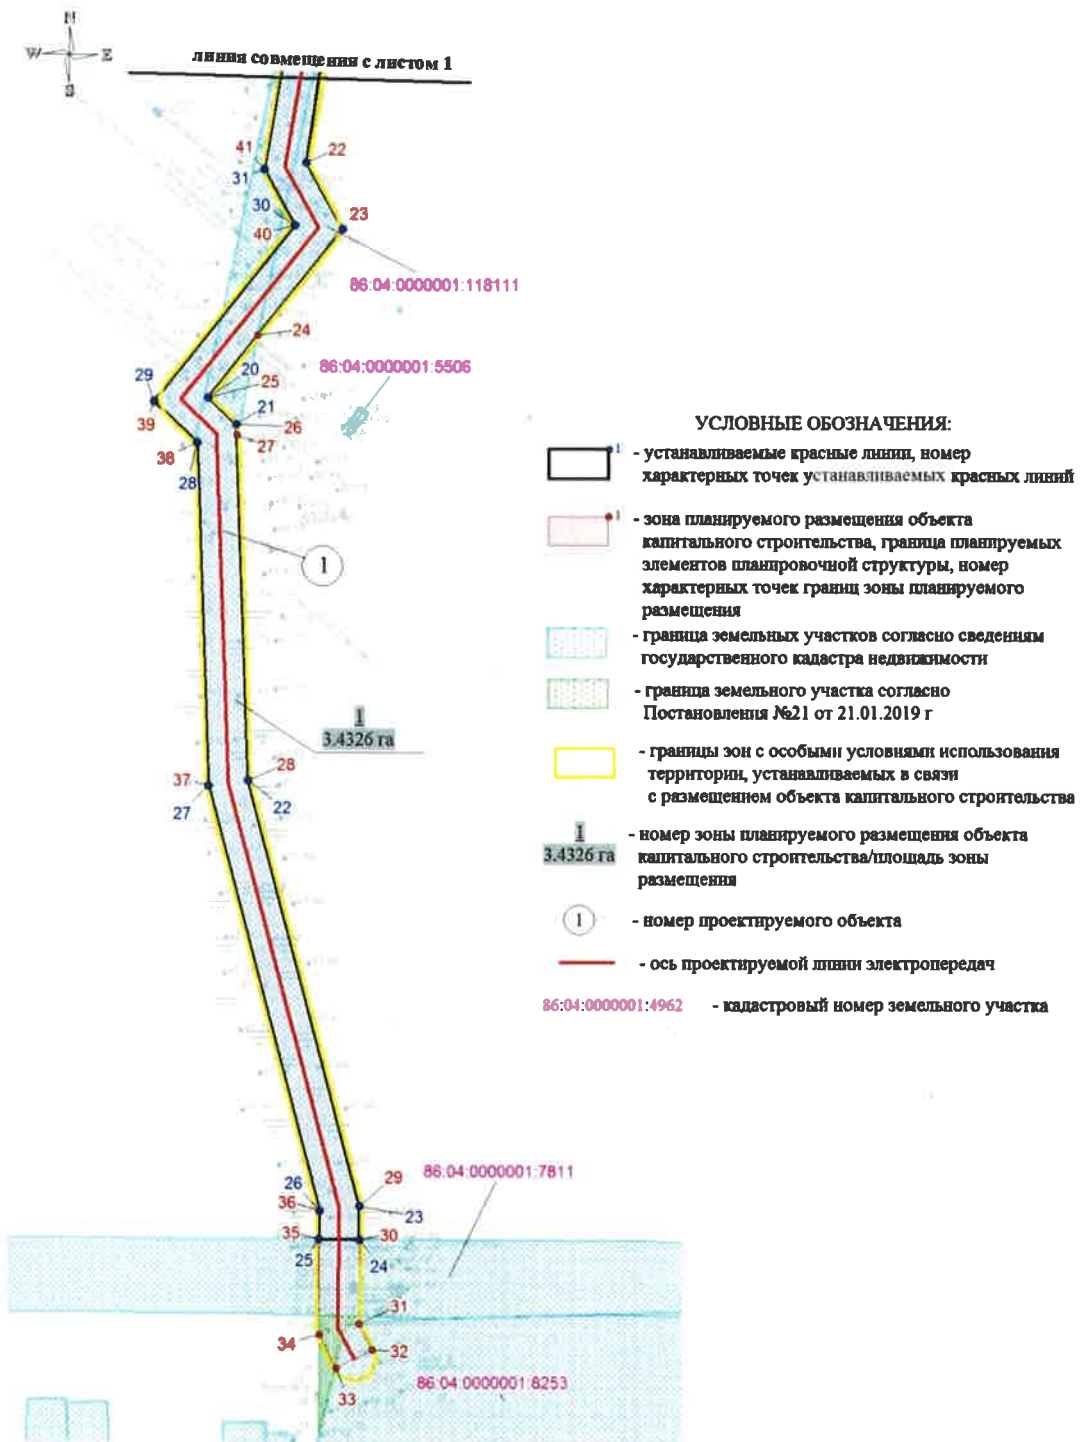 N
W E
S
линия совмещения с листом 1
41
22
31
30
23
40
86:04:0000001:118111
24
86:04:0000001:5506
29
20
25
39
21
26
27
38
28
1
1
3.4326 га
37
28
27
22
86:04:0000001:7811
26
29
36
23
35
30
25
24
31
34
32
33
86:04:0000001:8253
УСЛОВНЫЕ ОБОЗНАЧЕНИЯ:
1 - устанавливаемые красные линии, номер
характерных точек устанавливаемых красных линий
1 - зона планируемого размещения объекта
капитального строительства, граница планируемых
элементов планировочной структуры, номер
характерных точек границ зоны планируемого
размещения
- граница земельных участков согласно сведениям
государственного кадастра недвижимости
- граница земельного участка согласно
Постановления №21 от 21.01.2019 г
- границы зон с особыми условиями использования
территории, устанавливаемых в связи
с размещением объекта капитального строительства
1
3.4326 га
- номер зоны планируемого размещения объекта
капитального строительства/площадь зоны
размещения
1 - номер проектируемого объекта
- ось проектируемой линии электропередач
86:04:0000001:4962 - кадастровый номер земельного участка